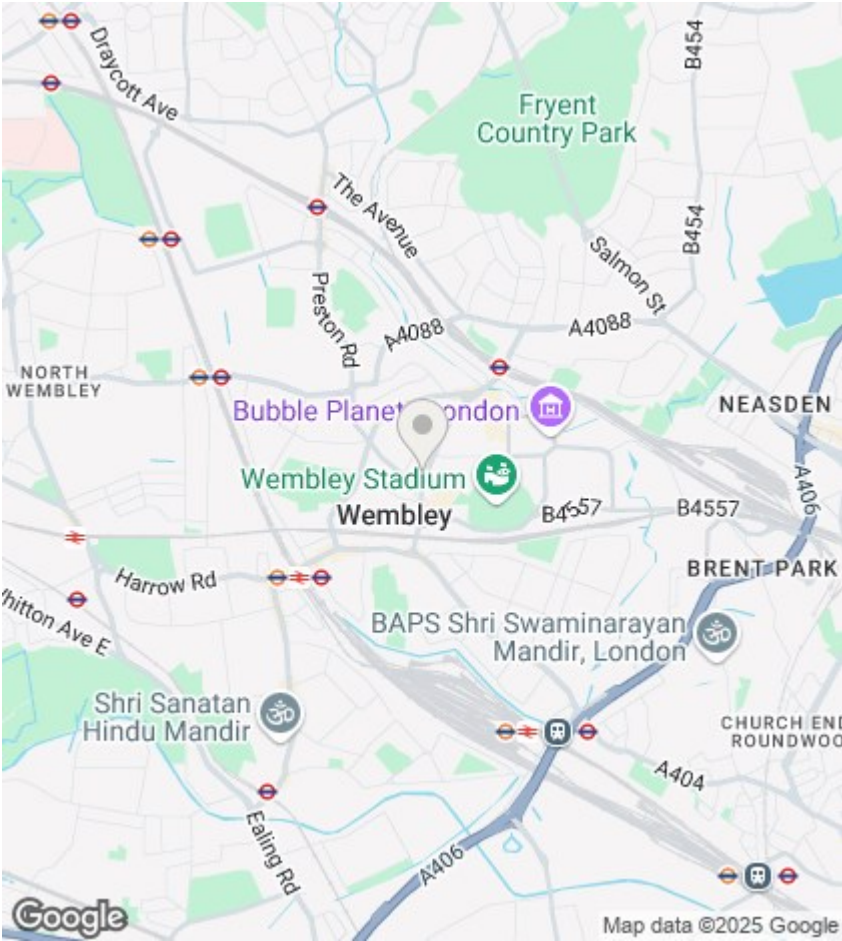 Draycott Ave
B454
Fryent
Country Park
The Avenue
B454
Salmon St
Preston Rd
A4088
A4088
NORTH
WEMBLEY
Bubble Planet London
NEASDEN
Wembley Stadium
A406
Wembley
B4557
B4557
Harrow Rd
BRENT PARK
Whitton Ave E
BAPS Shri Swaminarayan
Mandir, London
Shri Sanatan
Hindu Mandir
CHURCH END
ROUNDWOO
A404
Ealing Rd
A406
Google
Map data ©2025 Google